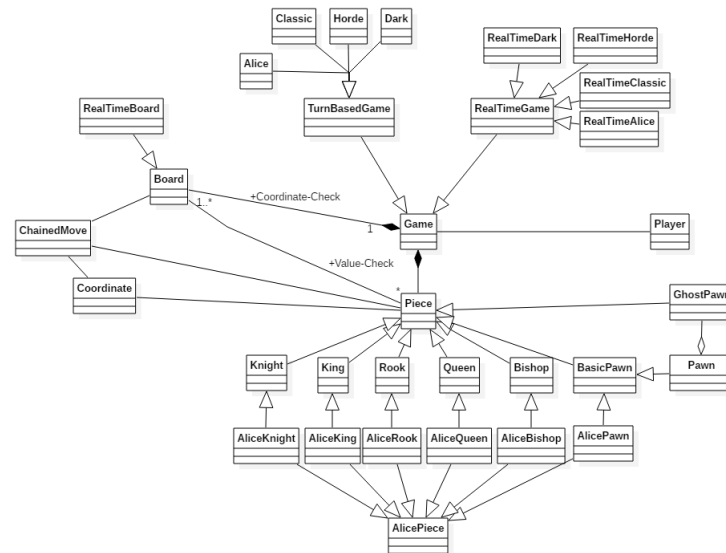 Classic
Horde
Dark
Alice
RealTimeDark
RealTimeHorde
RealTimeClassic
RealTimeBoard
TurnBasedGame
RealTimeGame
RealTimeAlice
Board
+Coordinate-Check
1..*
1
ChainedMove
Game
Player
+Value-Check
Coordinate
*
Piece
GhostPawn
Knight
King
Rook
Queen
Bishop
BasicPawn
Pawn
AliceKnight
AliceKing
AliceRook
AliceQueen
AliceBishop
AlicePawn
AlicePiece